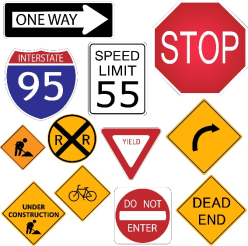 ONE WAY
STOP
INTERSTATE
95
SPEED
LIMIT
55
R R
YIELD
UNDER
CONSTRUCTION
DO NOT
ENTER
DEAD
END